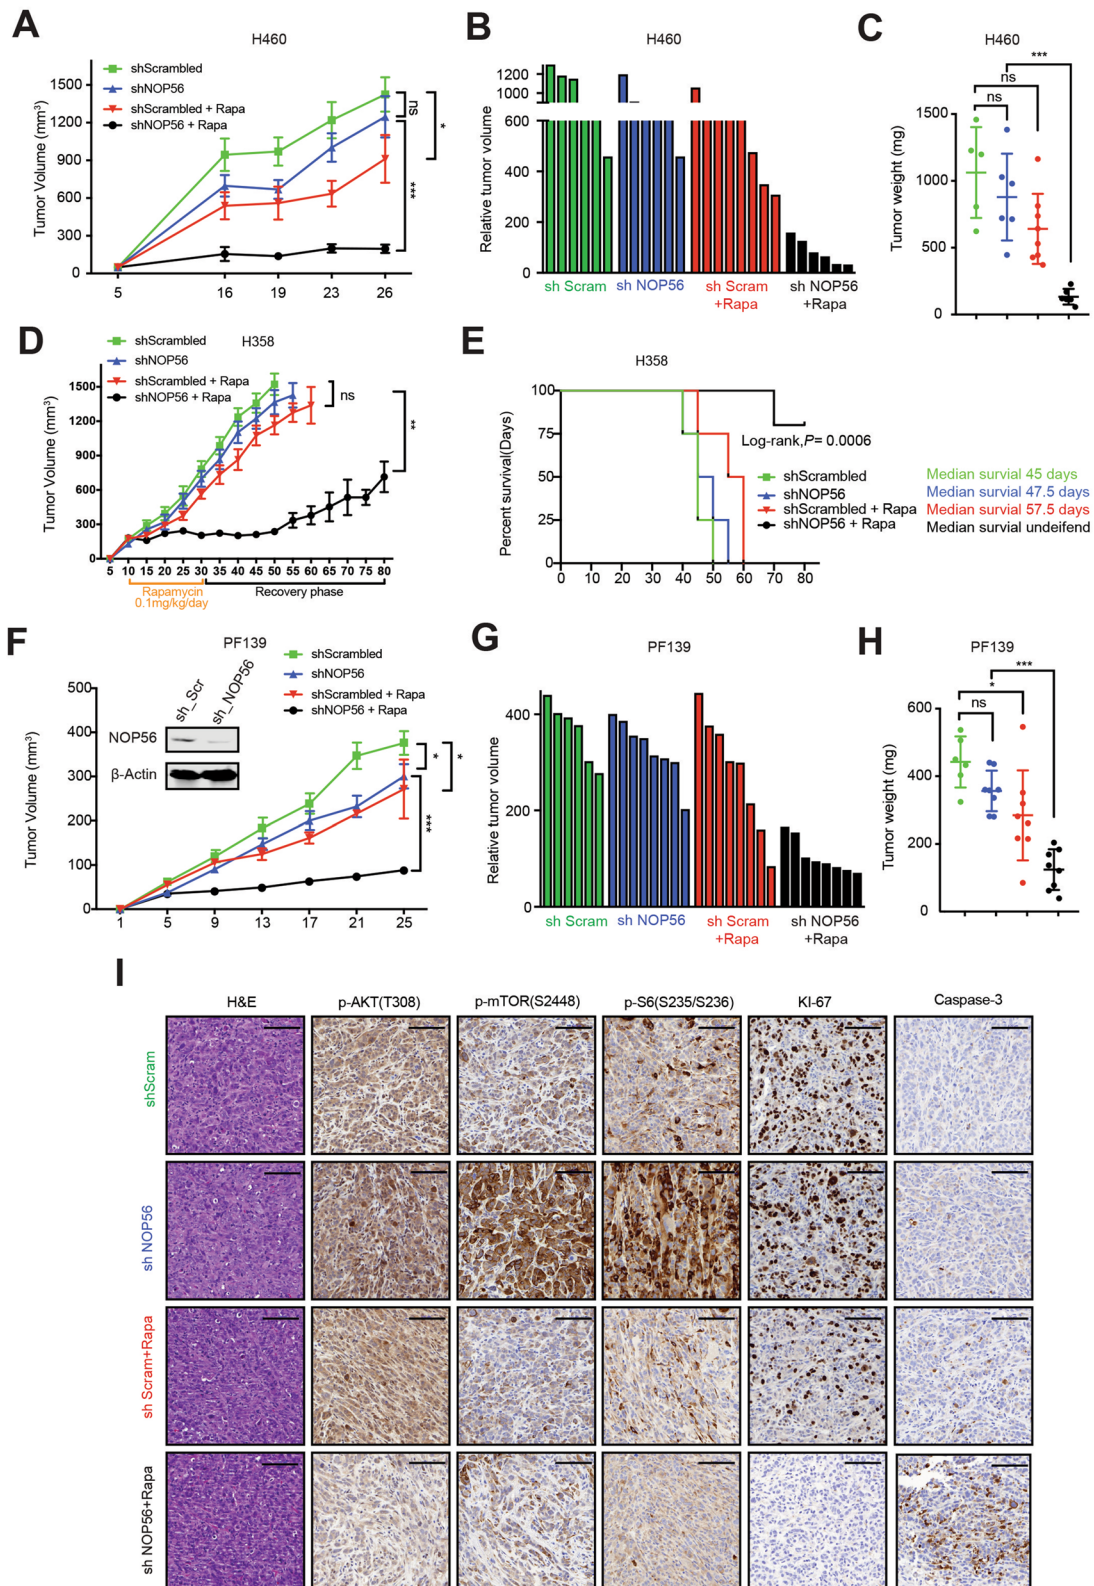 A
H460
shScrambled
shNOP56
shScrambled + Rapa
shNOP56 + Rapa
Tumor Volume (mm³)
1500
1200
900
600
300
0
5 16 19 23 26
ns
*
***
B
H460
Relative tumor volume
1200
1000
600
400
200
0
sh Scram
sh NOP56
sh Scram
+Rapa
sh NOP56
+Rapa
C
H460
***
ns
ns
Tumor weight (mg)
1500
1000
500
0
D
H358
shScrambled
shNOP56
shScrambled + Rapa
shNOP56 + Rapa
Tumor Volume (mm³)
1500
1200
900
600
300
0
ns
**
5 10 15 20 25 30 35 40 45 50 55 60 65 70 75 80
Rapamycin
0.1mg/kg/day
Recovery phase
E
H358
Percent survival(Days)
100
75
50
25
0
0 10 20 30 40 50 60 70 80
Log-rank,P= 0.0006
shScrambled
shNOP56
shScrambled + Rapa
shNOP56 + Rapa
Median survial 45 days
Median survial 47.5 days
Median survial 57.5 days
Median survial undeifend
F
PF139
shScrambled
shNOP56
shScrambled + Rapa
shNOP56 + Rapa
sh_Scr
sh_NOP56
NOP56
β-Actin
Tumor Volume (mm³)
500
400
300
200
100
0
1 5 9 13 17 21 25
*
*
***
G
PF139
Relative tumor volume
400
200
0
sh Scram
sh NOP56
sh Scram
+Rapa
sh NOP56
+Rapa
H
PF139
***
*
ns
Tumor weight (mg)
600
400
200
0
I
H&E p-AKT(T308) p-mTOR(S2448) p-S6(S235/S236) KI-67 Caspase-3
shScram
sh NOP56
sh Scram+Rapa
sh NOP56+Rapa